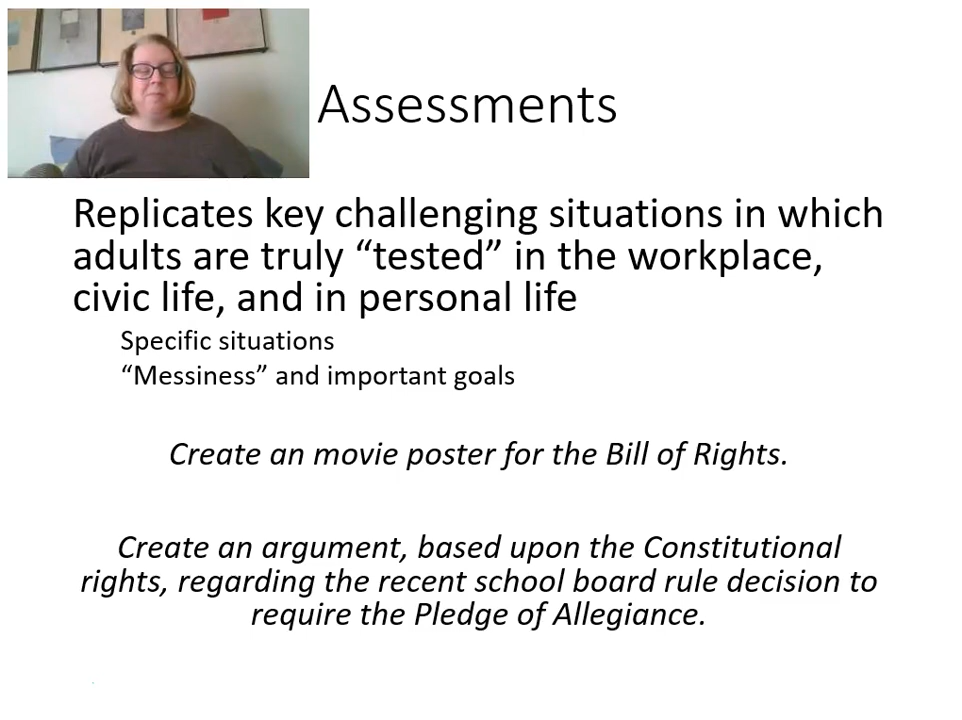 Assessments
Replicates key challenging situations in which
adults are truly “tested” in the workplace,
civic life, and in personal life
Specific situations
“Messiness” and important goals
Create an movie poster for the Bill of Rights.
Create an argument, based upon the Constitutional
rights, regarding the recent school board rule decision to
require the Pledge of Allegiance.